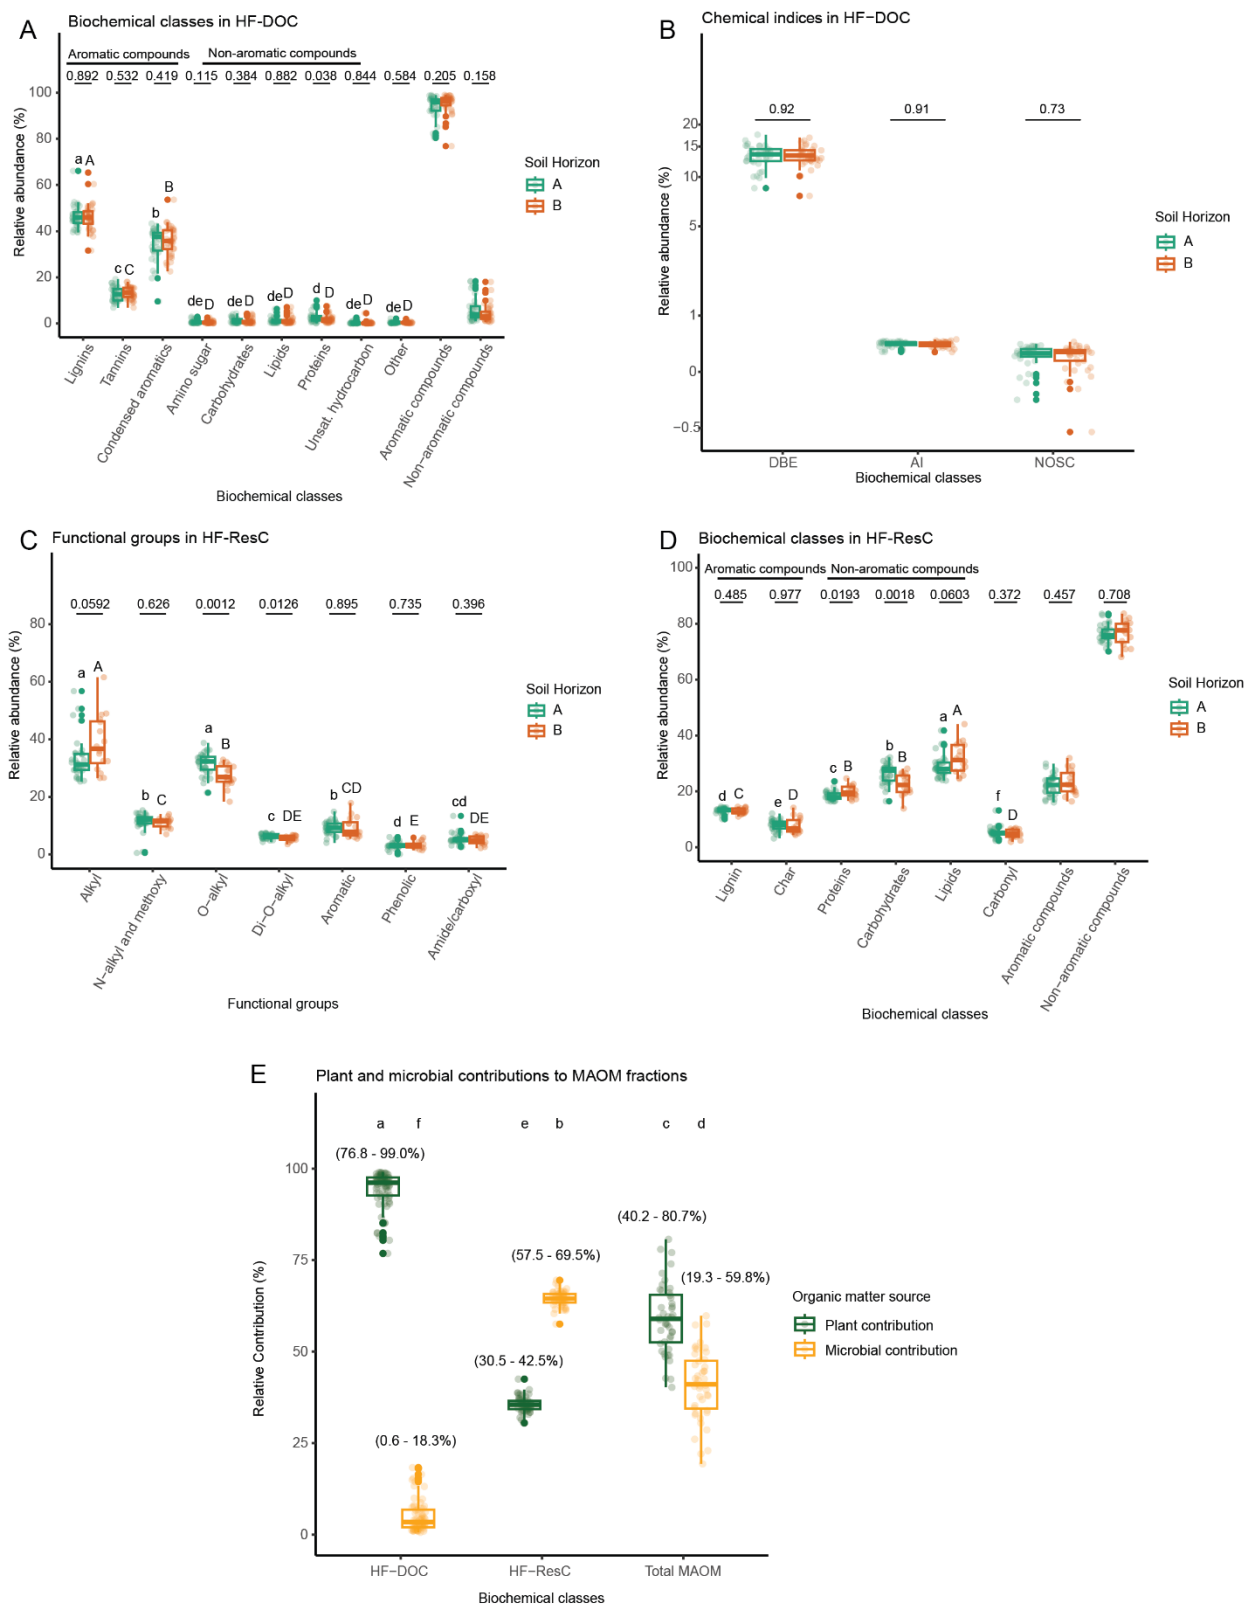 A
Biochemical classes in HF-DOC
Aromatic compounds
Non-aromatic compounds
0.892 0.532 0.419 0.115 0.384 0.882 0.038 0.844 0.584 0.205 0.158
Relative abundance (%)
100
80
60
40
20
0
a A
c C
b
B
de D
de D
de D
d D
de D
de D
Lignins
Tannins
Condensed aromatics
Amino sugar
Carbohydrates
Lipids
Proteins
Unsat. hydrocarbon
Other
Aromatic compounds
Non−aromatic compounds
Biochemical classes
Soil Horizon
A
B
B
Chemical indices in HF−DOC
0.92 0.91 0.73
Relative abundance (%)
20
15
10
5
1
0
−0.5
DBE AI NOSC
Biochemical classes
Soil Horizon
A
B
C
Functional groups in HF-ResC
0.0592 0.626 0.0012 0.0126 0.895 0.735 0.396
Relative abundance (%)
80
60
40
20
0
a A
b C
a B
c DE
b CD
d E
cd DE
Alkyl
N−alkyl and methoxy
O−alkyl
Di−O−alkyl
Aromatic
Phenolic
Amide/carboxyl
Functional groups
Soil Horizon
A
B
D
Biochemical classes in HF-ResC
Aromatic compounds
Non-aromatic compounds
0.485 0.977 0.0193 0.0018 0.0603 0.372 0.457 0.708
Relative abundance (%)
100
80
60
40
20
0
d C
e D
c B
b B
a A
f D
Lignin
Char
Proteins
Carbohydrates
Lipids
Carbonyl
Aromatic compounds
Non−aromatic compounds
Biochemical classes
Soil Horizon
A
B
E
Plant and microbial contributions to MAOM fractions
a f e b c d
(76.8 - 99.0%)
(0.6 - 18.3%)
(30.5 - 42.5%)
(57.5 - 69.5%)
(40.2 - 80.7%)
(19.3 - 59.8%)
Relative Contribution (%)
100
75
50
25
0
HF−DOC HF−ResC Total MAOM
Biochemical classes
Organic matter source
Plant contribution
Microbial contribution